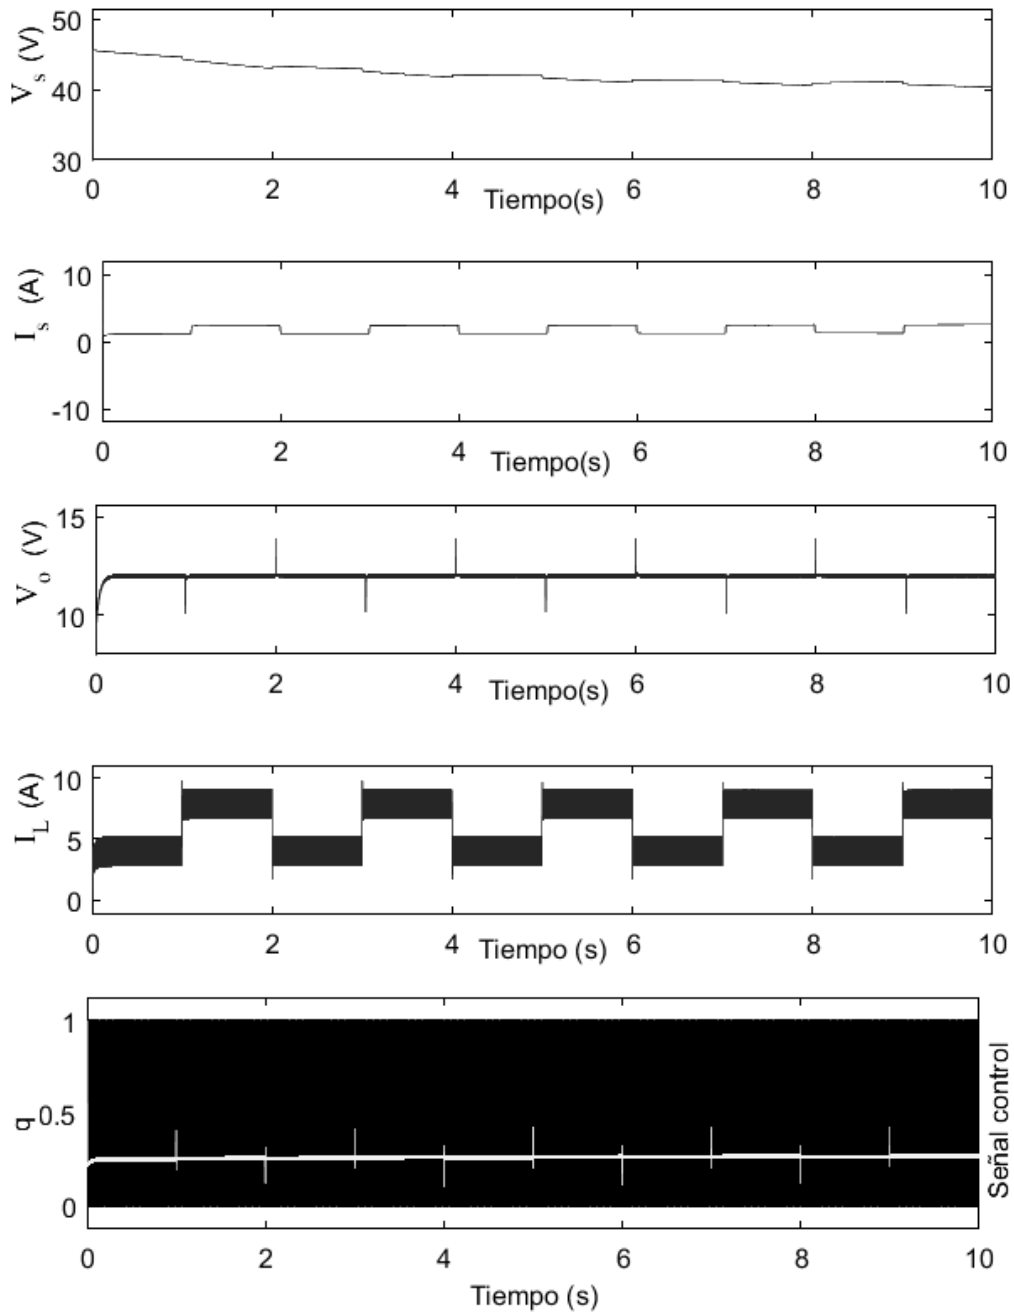 50
40
30
V_s (V)
0 2 4 6 8 10
Tiempo(s)
10
0
-10
I_s (A)
0 2 4 6 8 10
Tiempo(s)
15
10
V_o (V)
0 2 4 6 8 10
Tiempo(s)
10
5
0
I_L (A)
0 2 4 6 8 10
Tiempo (s)
1
0.5
0
q
Señal control
0 2 4 6 8 10
Tiempo (s)